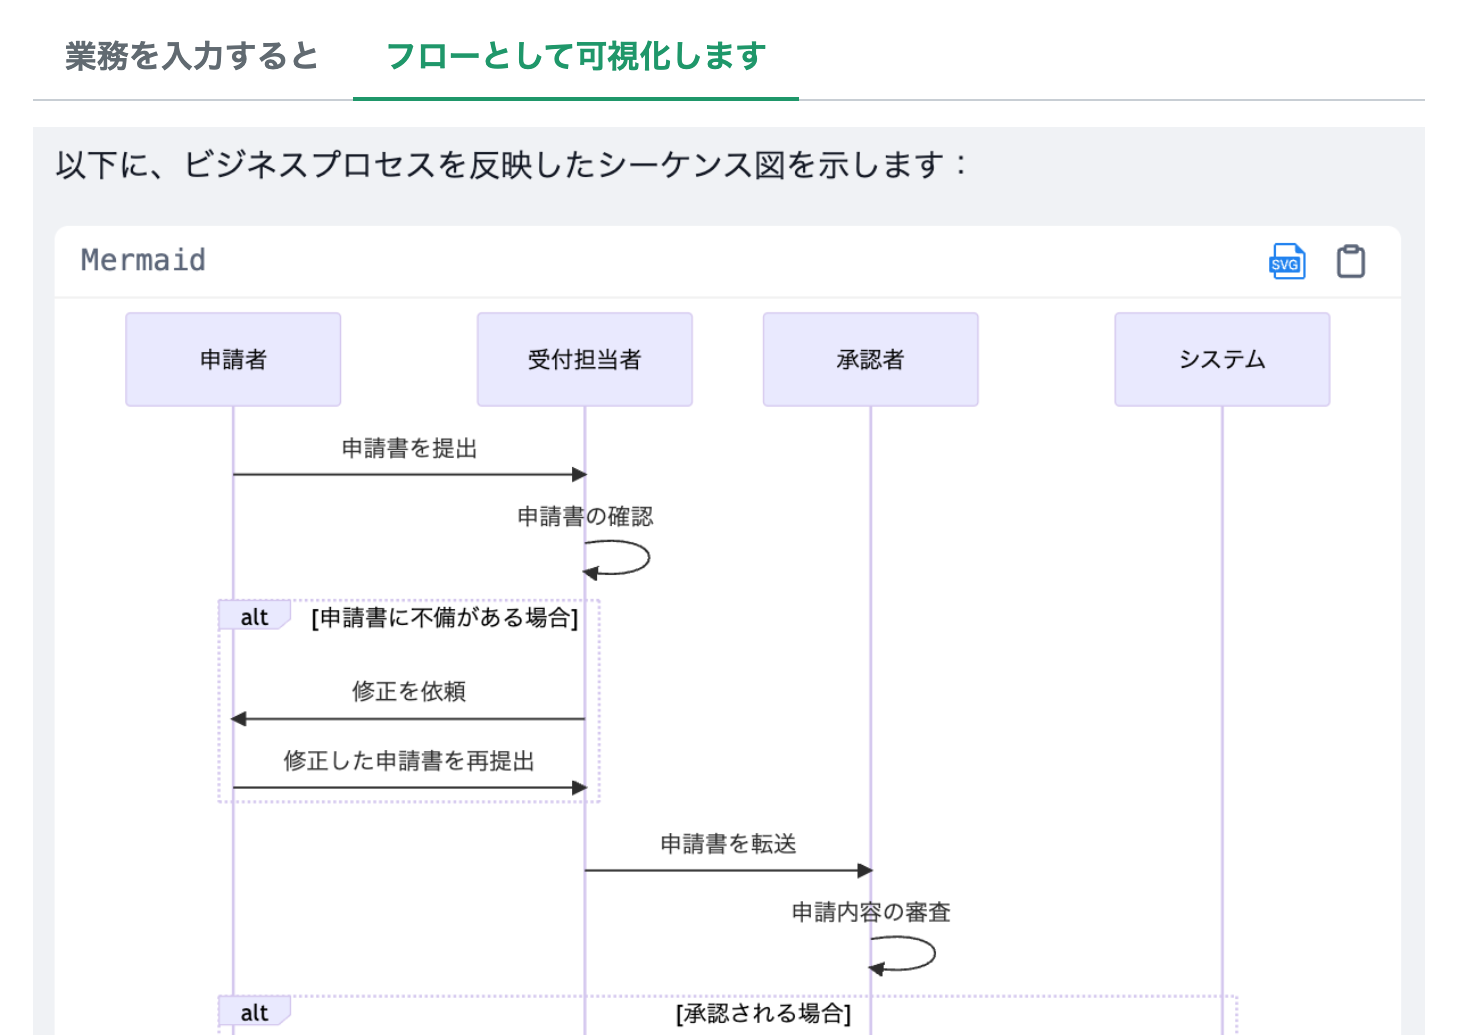 業務を入力すると
フローとして可視化します
以下に、ビジネスプロセスを反映したシーケンス図を示します：
Mermaid
SVG
申請者
受付担当者
承認者
システム
申請書を提出
申請書の確認
alt
[申請書に不備がある場合]
修正を依頼
修正した申請書を再提出
申請書を転送
申請内容の審査
alt
[承認される場合]